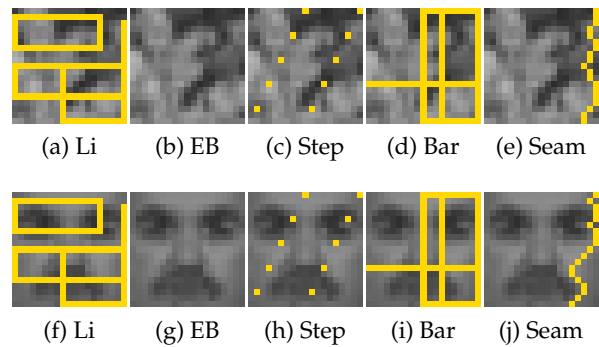 (a) Li (b) EB (c) Step (d) Bar (e) Seam
(f) Li (g) EB (h) Step (i) Bar (j) Seam